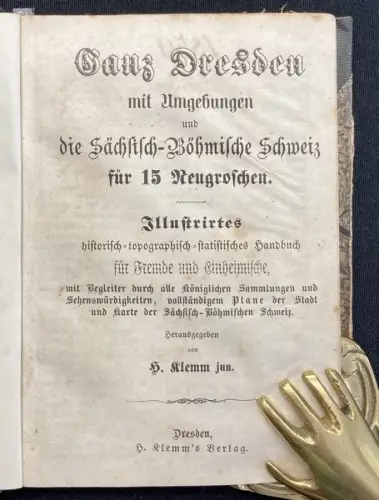 Ganz Dresden
mit Umgebungen
und
die Sächsisch-Böhmische Schweiz
für 15 Neugroschen.
Illustrirtes
historisch-topographisch-statistisches Handbuch
für Fremde und Einheimische,
mit Begleiter durch alle Königlichen Sammlungen und
Sehenswürdigkeiten, vollständigem Plane der Stadt
und Karte der Sächsisch-Böhmischen Schweiz.
Herausgegeben
von
H. Klemm jun.
Dresden,
H. Klemm's Verlag.